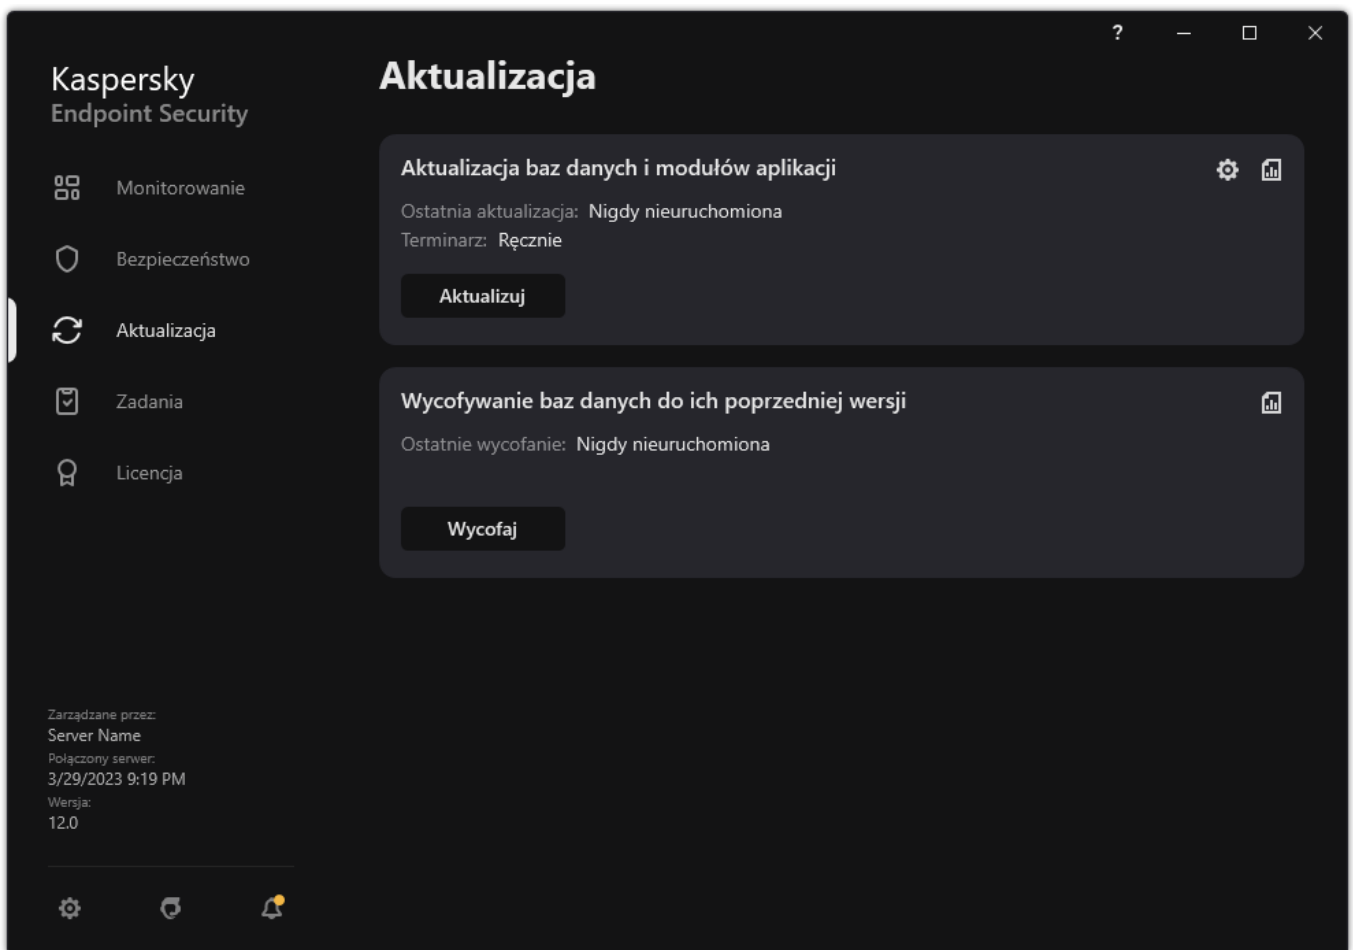 ?
Kaspersky
Endpoint Security
Monitorowanie
Bezpieczeństwo
Aktualizacja
Zadania
Licencja
Zarządzane przez:
Server Name
Połączony serwer:
3/29/2023 9:19 PM
Wersja:
12.0
Aktualizacja
Aktualizacja baz danych i modułów aplikacji
Ostatnia aktualizacja: Nigdy nieuruchomiona
Terminarz: Ręcznie
Aktualizuj
Wycofywanie baz danych do ich poprzedniej wersji
Ostatnie wycofanie: Nigdy nieuruchomiona
Wycofaj